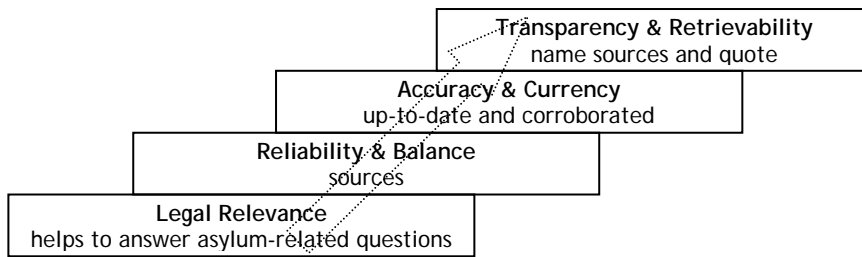 Transparency & Retrievability
name sources and quote
Accuracy & Currency
up-to-date and corroborated
Reliability & Balance
sources
Legal Relevance
helps to answer asylum-related questions